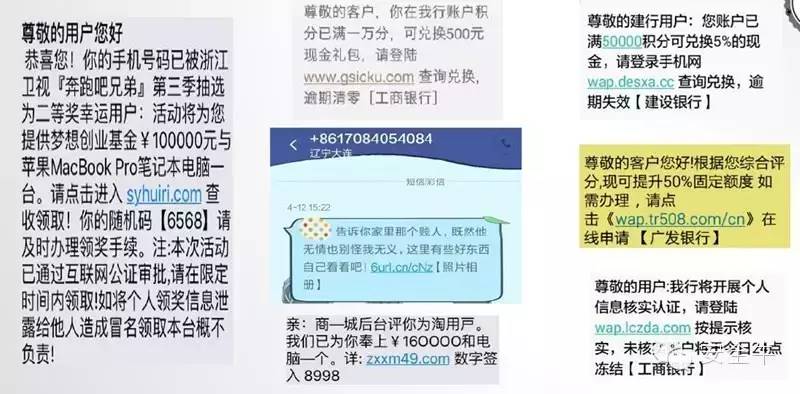 尊敬的用户您好
恭喜您！你的手机号码已被浙江
卫视『奔跑吧兄弟』第三季抽选
为二等奖幸运用户：活动将为您
提供梦想创业基金￥100000元与
苹果MacBook Pro笔记本电脑一
台。请点击进入 syhuiri.com 查
收领取！你的随机码【6568】请
及时办理领奖手续。注:本次活动
已通过互联网公证审批,请在限定
时间内领取!如将个人领奖信息泄
露给他人造成冒名领取本台概不
负责!
尊敬的客户，你在我行账户积
分已满一万分，可兑换500元
现金礼包，请登陆
www.gsicku.com 查询兑换，
逾期清零［工商银行］
+8617084054084
辽宁大连
短信彩信
4-12 15:22
告诉你家里那个贱人，既然他
无情也别怪我无义，这里有些好东西
自己看看吧！6url.cn/cNz【照片相
册】
亲：商—城后台评你为淘用戸。
我们已为你奉上￥160000和电
脑—个。详: zxxm49.com 数字签
入 8998
尊敬的建行用户：您账户已
满50000积分可兑换5%的现
金，请登录手机网
wap.desxa.cc 查询兑换，逾
期失效【建设银行】
尊敬的客户您好!根据您综合评
分,现可提升50%固定额度 如
需办理，请点
击《wap.tr508.com/cn》在
线申请 【广发银行】
尊敬的用户:我行将开展个人
信息核实认证，请登陆
wap.lczda.com 按提示核
实，未核 账户将于今日24点
冻结【工商银行】
安全牛